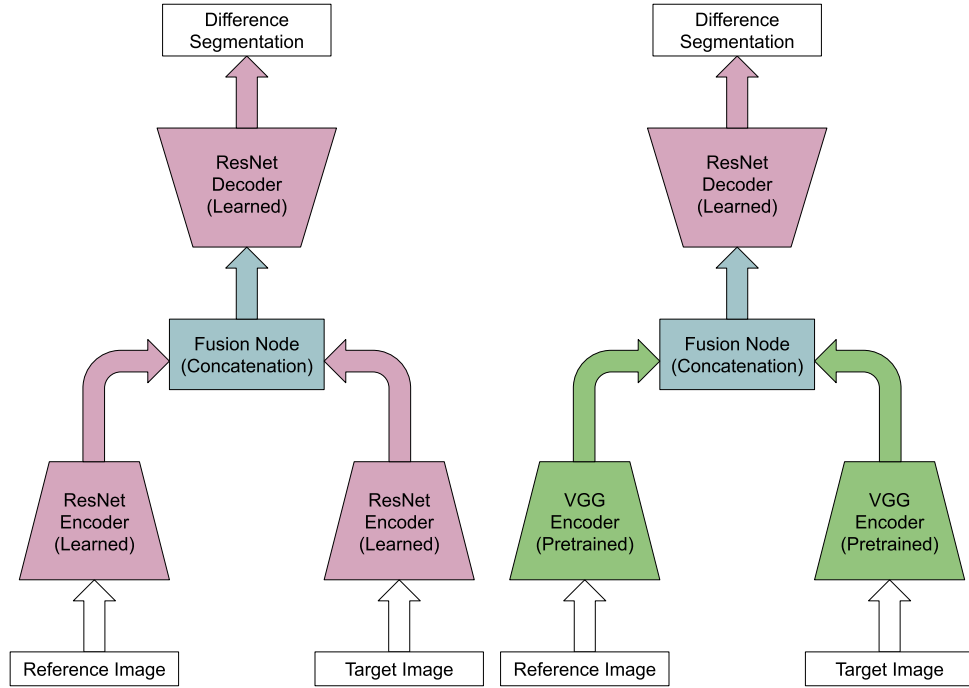 Difference
Segmentation
ResNet
Decoder
(Learned)
Fusion Node
(Concatenation)
ResNet
Encoder
(Learned)
ResNet
Encoder
(Learned)
Reference Image
Target Image
Difference
Segmentation
ResNet
Decoder
(Learned)
Fusion Node
(Concatenation)
VGG
Encoder
(Pretrained)
VGG
Encoder
(Pretrained)
Reference Image
Target Image